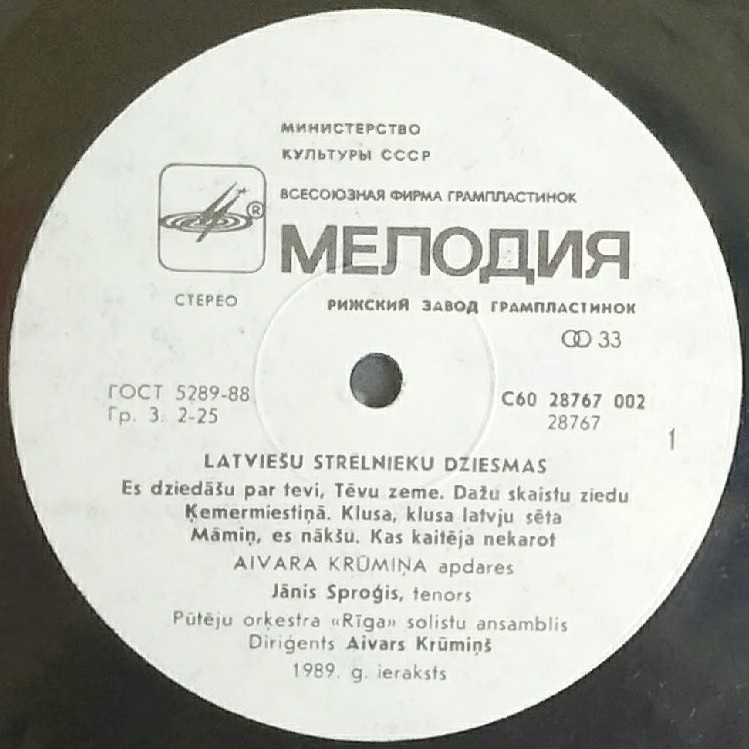 МИНИСТЕРСТВО
КУЛЬТУРЫ СССР
ВСЕСОЮЗНАЯ ФИРМА ГРАМПЛАСТИНОК
®
МЕЛОДИЯ
СТЕРЕО
РИЖСКИЙ ЗАВОД ГРАМПЛАСТИНОК
33
ГОСТ 5289-88
Гр. 3. 2-25
С60 28767 002
28767
1
LATVIEŠU STRĒLNIEKU DZIESMAS
Es dziedāšu par tevi, Tēvu zeme. Dažu skaistu ziedu
Ķemermiestiņā. Klusa, klusa latvju sēta
Māmiņ, es nākšu. Kas kaitēja nekarot
AIVARA KRŪMIŅA apdares
Jānis Sproģis, tenors
Pūtēju orķestra «Rīga» solistu ansamblis
Diriģents Aivars Krūmiņš
1989. g. ieraksts